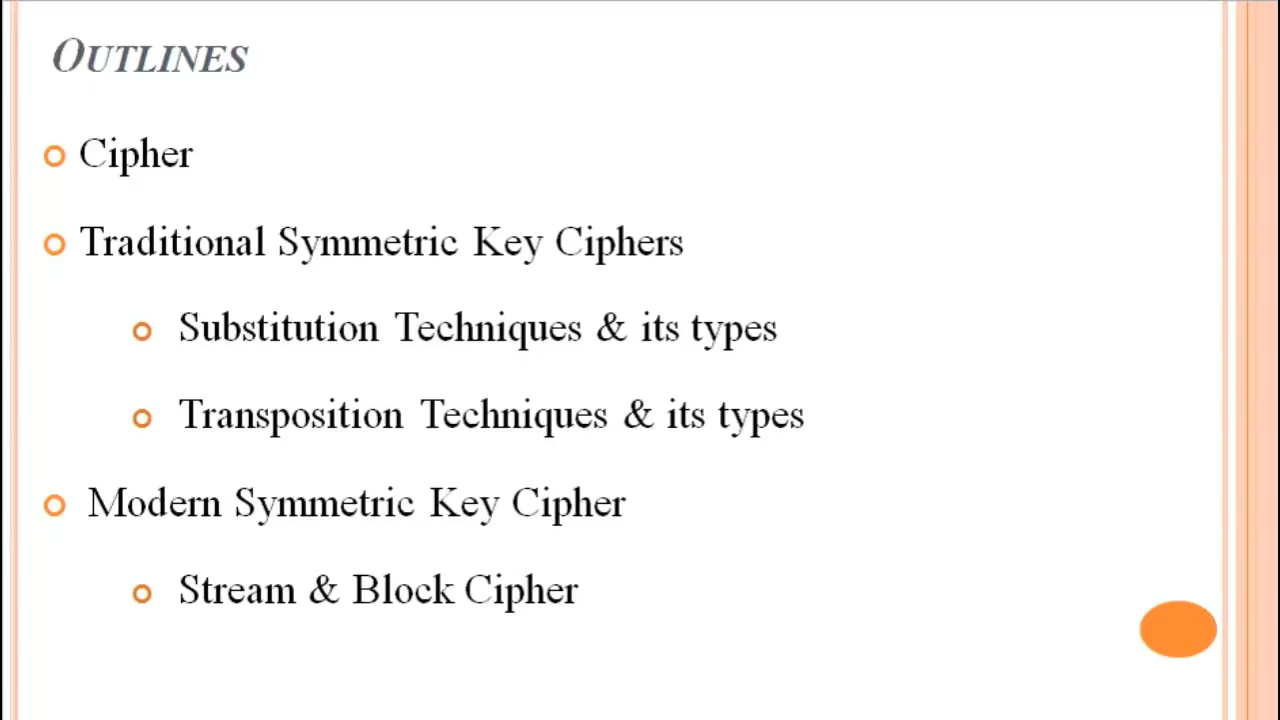 OUTLINES
Cipher
Traditional Symmetric Key Ciphers
Substitution Techniques & its types
Transposition Techniques & its types
Modern Symmetric Key Cipher
Stream & Block Cipher